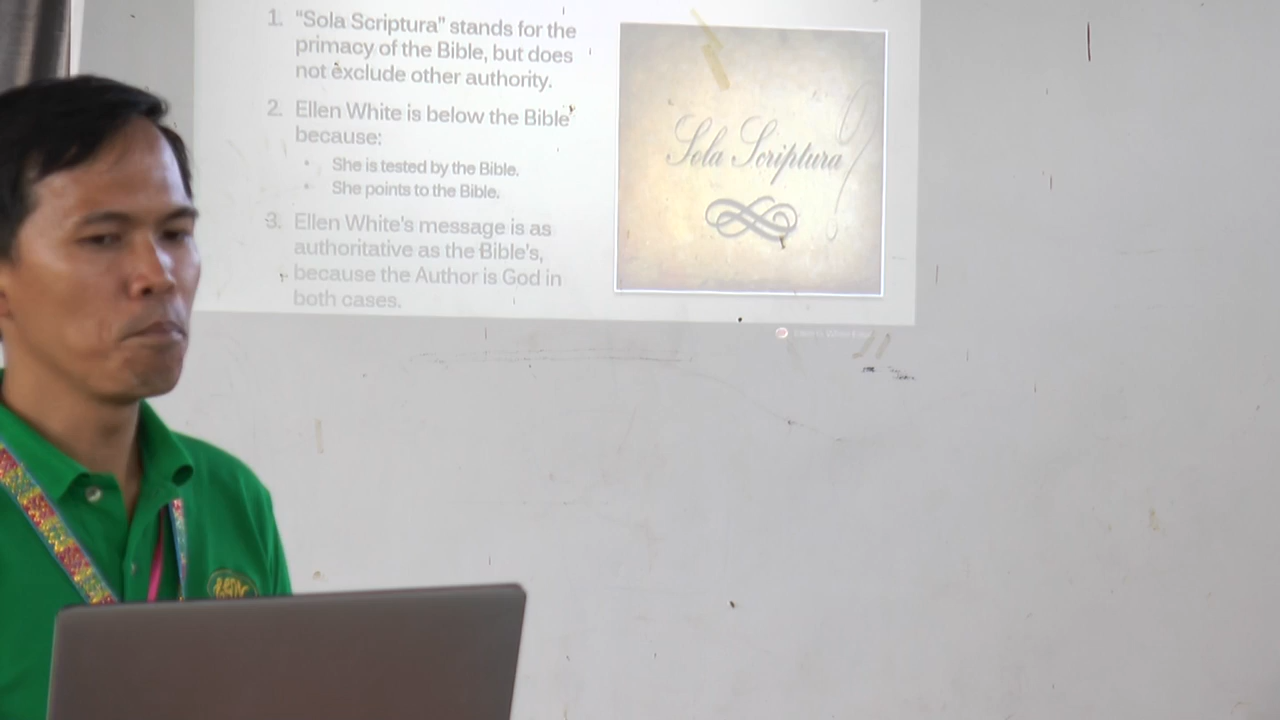 1. “Sola Scriptura” stands for the
primacy of the Bible, but does
not exclude other authority.
2. Ellen White is below the Bible
because:
• She is tested by the Bible.
• She points to the Bible.
3. Ellen White's message is as
authoritative as the Bible's,
because the Author is God in
both cases.
Sola Scriptura